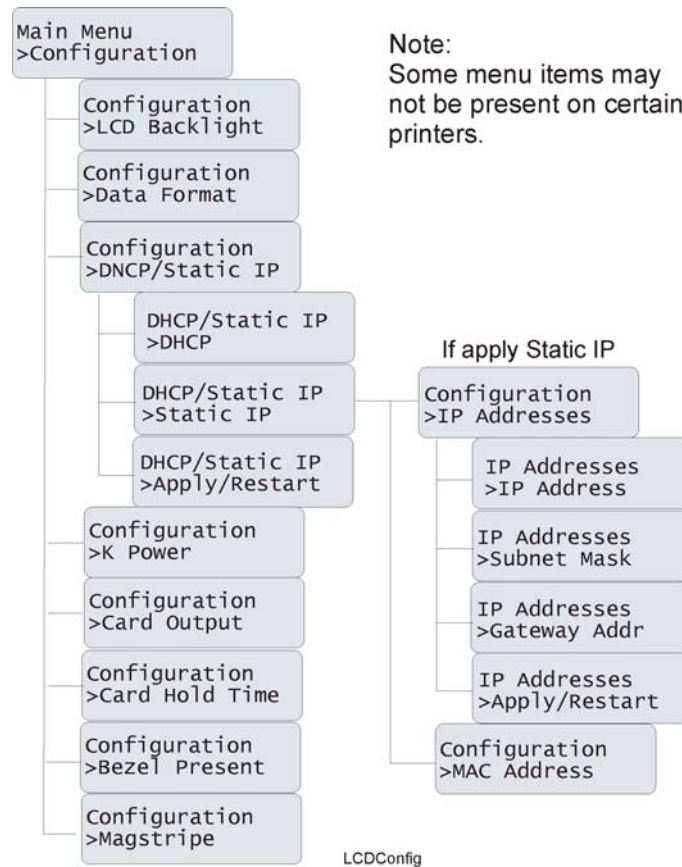 Main Menu
>Configuration
Note:
Some menu items may
not be present on certain
printers.
Configuration
>LCD Backlight
Configuration
>Data Format
Configuration
>DNCP/Static IP
DHCP/Static IP
>DHCP
DHCP/Static IP
>Static IP
DHCP/Static IP
>Apply/Restart
If apply Static IP
Configuration
>IP Addresses
IP Addresses
>IP Address
IP Addresses
>Subnet Mask
IP Addresses
>Gateway Addr
IP Addresses
>Apply/Restart
Configuration
>MAC Address
Configuration
>K Power
Configuration
>Card Output
Configuration
>Card Hold Time
Configuration
>Bezel Present
Configuration
>Magstripe
LCDConfig